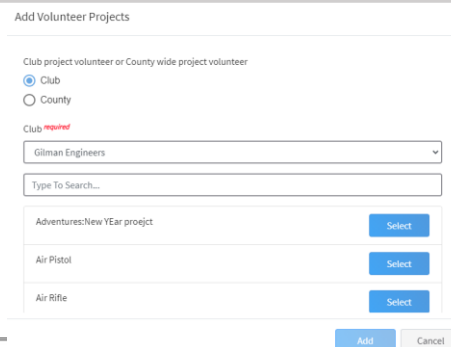 Add Volunteer Projects
Club project volunteer or County wide project volunteer
Club
County
Club required
Gilman Engineers
Type To Search...
Adventures:New YEar proejct
Select
Air Pistol
Select
Air Rifle
Select
Add Cancel